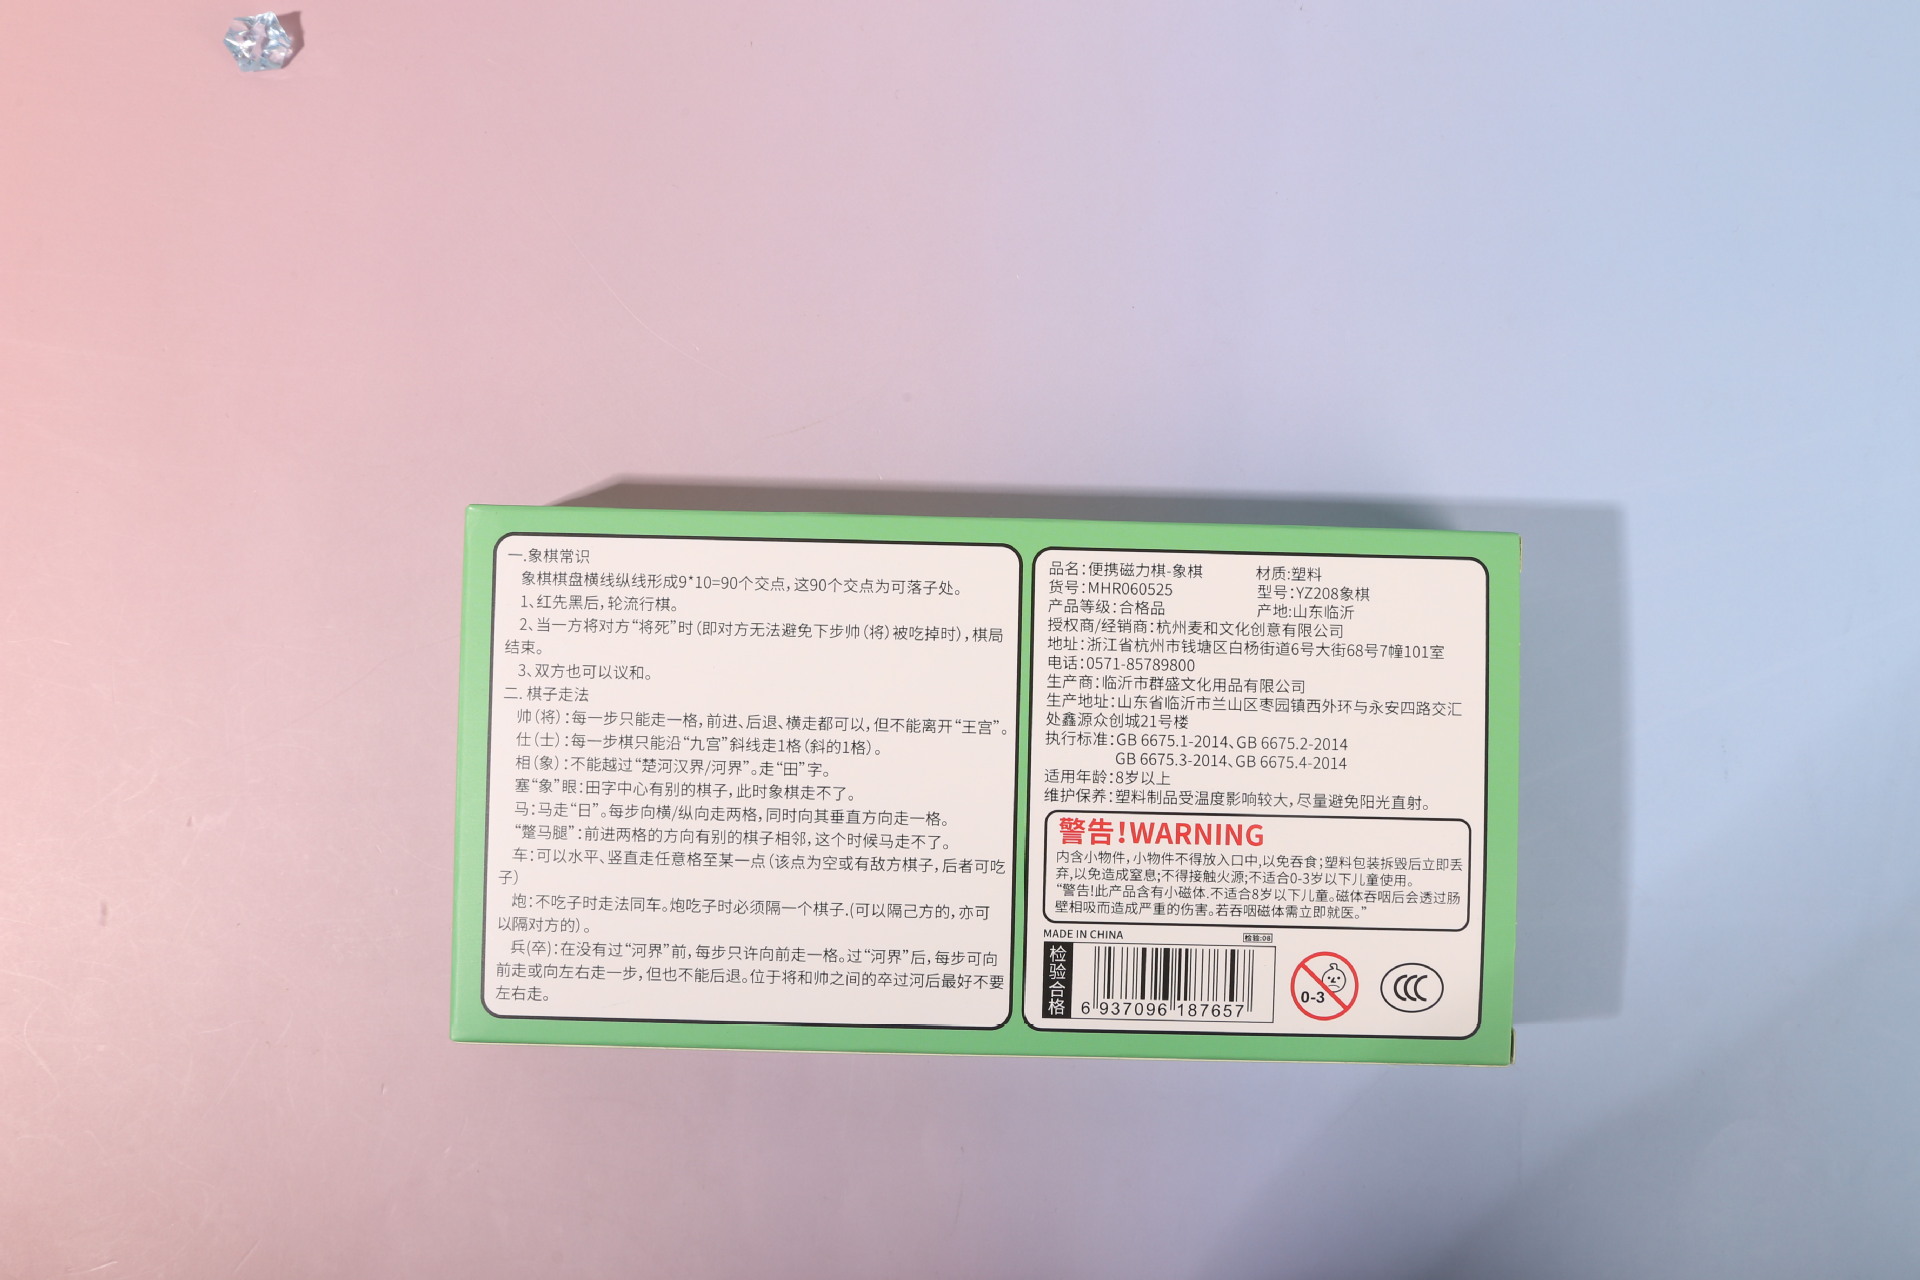 一.象棋常识
象棋棋盘横线纵线形成9*10=90个交点,这90个交点为可落子处。
1、红先黑后,轮流行棋。
2、当一方将对方“将死”时(即对方无法避免下步帅(将)被吃掉时),棋局
结束。
3、双方也可以议和。
二. 棋子走法
帅(将):每一步只能走一格,前进、后退、横走都可以,但不能离开“王宫”。
仕(士):每一步棋只能沿“九宫”斜线走1格(斜的1格)。
相(象):不能越过“楚河汉界/河界”。走“田”字。
塞“象”眼:田字中心有别的棋子,此时象棋走不了。
马:马走“日”。每步向横/纵向走两格,同时向其垂直方向走一格。
“蹩马腿”:前进两格的方向有别的棋子相邻,这个时候马走不了。
车:可以水平、竖直走任意格至某一点(该点为空或有敌方棋子,后者可吃
子)
炮:不吃子时走法同车。炮吃子时必须隔一个棋子.(可以隔己方的,亦可
以隔对方的)。
兵(卒):在没有过“河界”前,每步只许向前走一格。过“河界”后,每步可向
前走或向左右走一步,但也不能后退。位于将和帅之间的卒过河后最好不要
左右走。
品名:便携磁力棋-象棋 材质:塑料
货号:MHR060525 型号:YZ208象棋
产品等级:合格品 产地:山东临沂
授权商/经销商:杭州麦和文化创意有限公司
地址:浙江省杭州市钱塘区白杨街道6号大街68号7幢101室
电话:0571-85789800
生产商:临沂市群盛文化用品有限公司
生产地址:山东省临沂市兰山区枣园镇西外环与永安四路交汇
处鑫源众创城21号楼
执行标准:GB 6675.1-2014、GB 6675.2-2014
GB 6675.3-2014、GB 6675.4-2014
适用年龄:8岁以上
维护保养:塑料制品受温度影响较大,尽量避免阳光直射。
警告!WARNING
内含小物件,小物件不得放入口中,以免吞食;塑料包装拆毁后立即丢
弃,以免造成窒息;不得接触火源;不适合0-3岁以下儿童使用。
“警告!此产品含有小磁体.不适合8岁以下儿童。磁体吞咽后会透过肠
壁相吸而造成严重的伤害。若吞咽磁体需立即就医。”
MADE IN CHINA 检验:08
检验合格
6 937096 187657
0-3
CCC